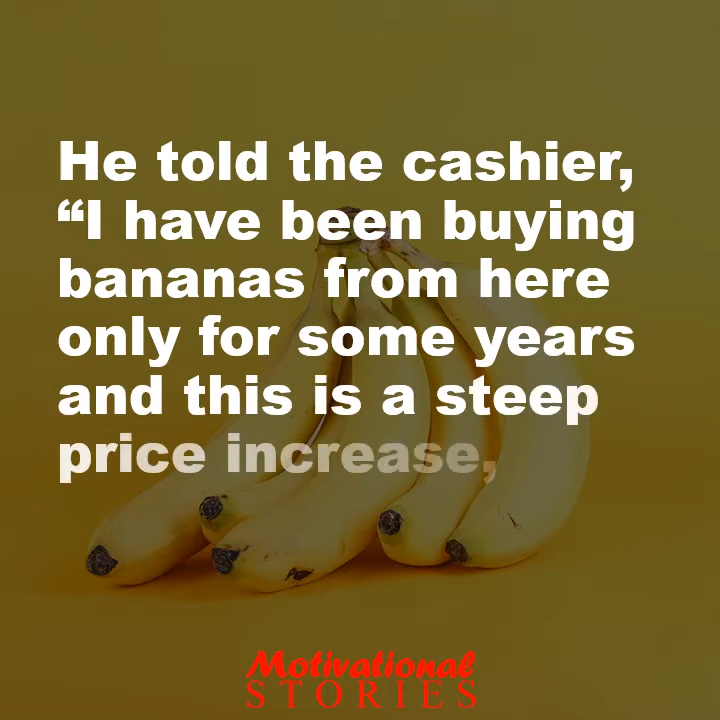 He told the cashier,
“I have been buying
bananas from here
only for some years
and this is a steep
price increase,
Motivational
STORIES